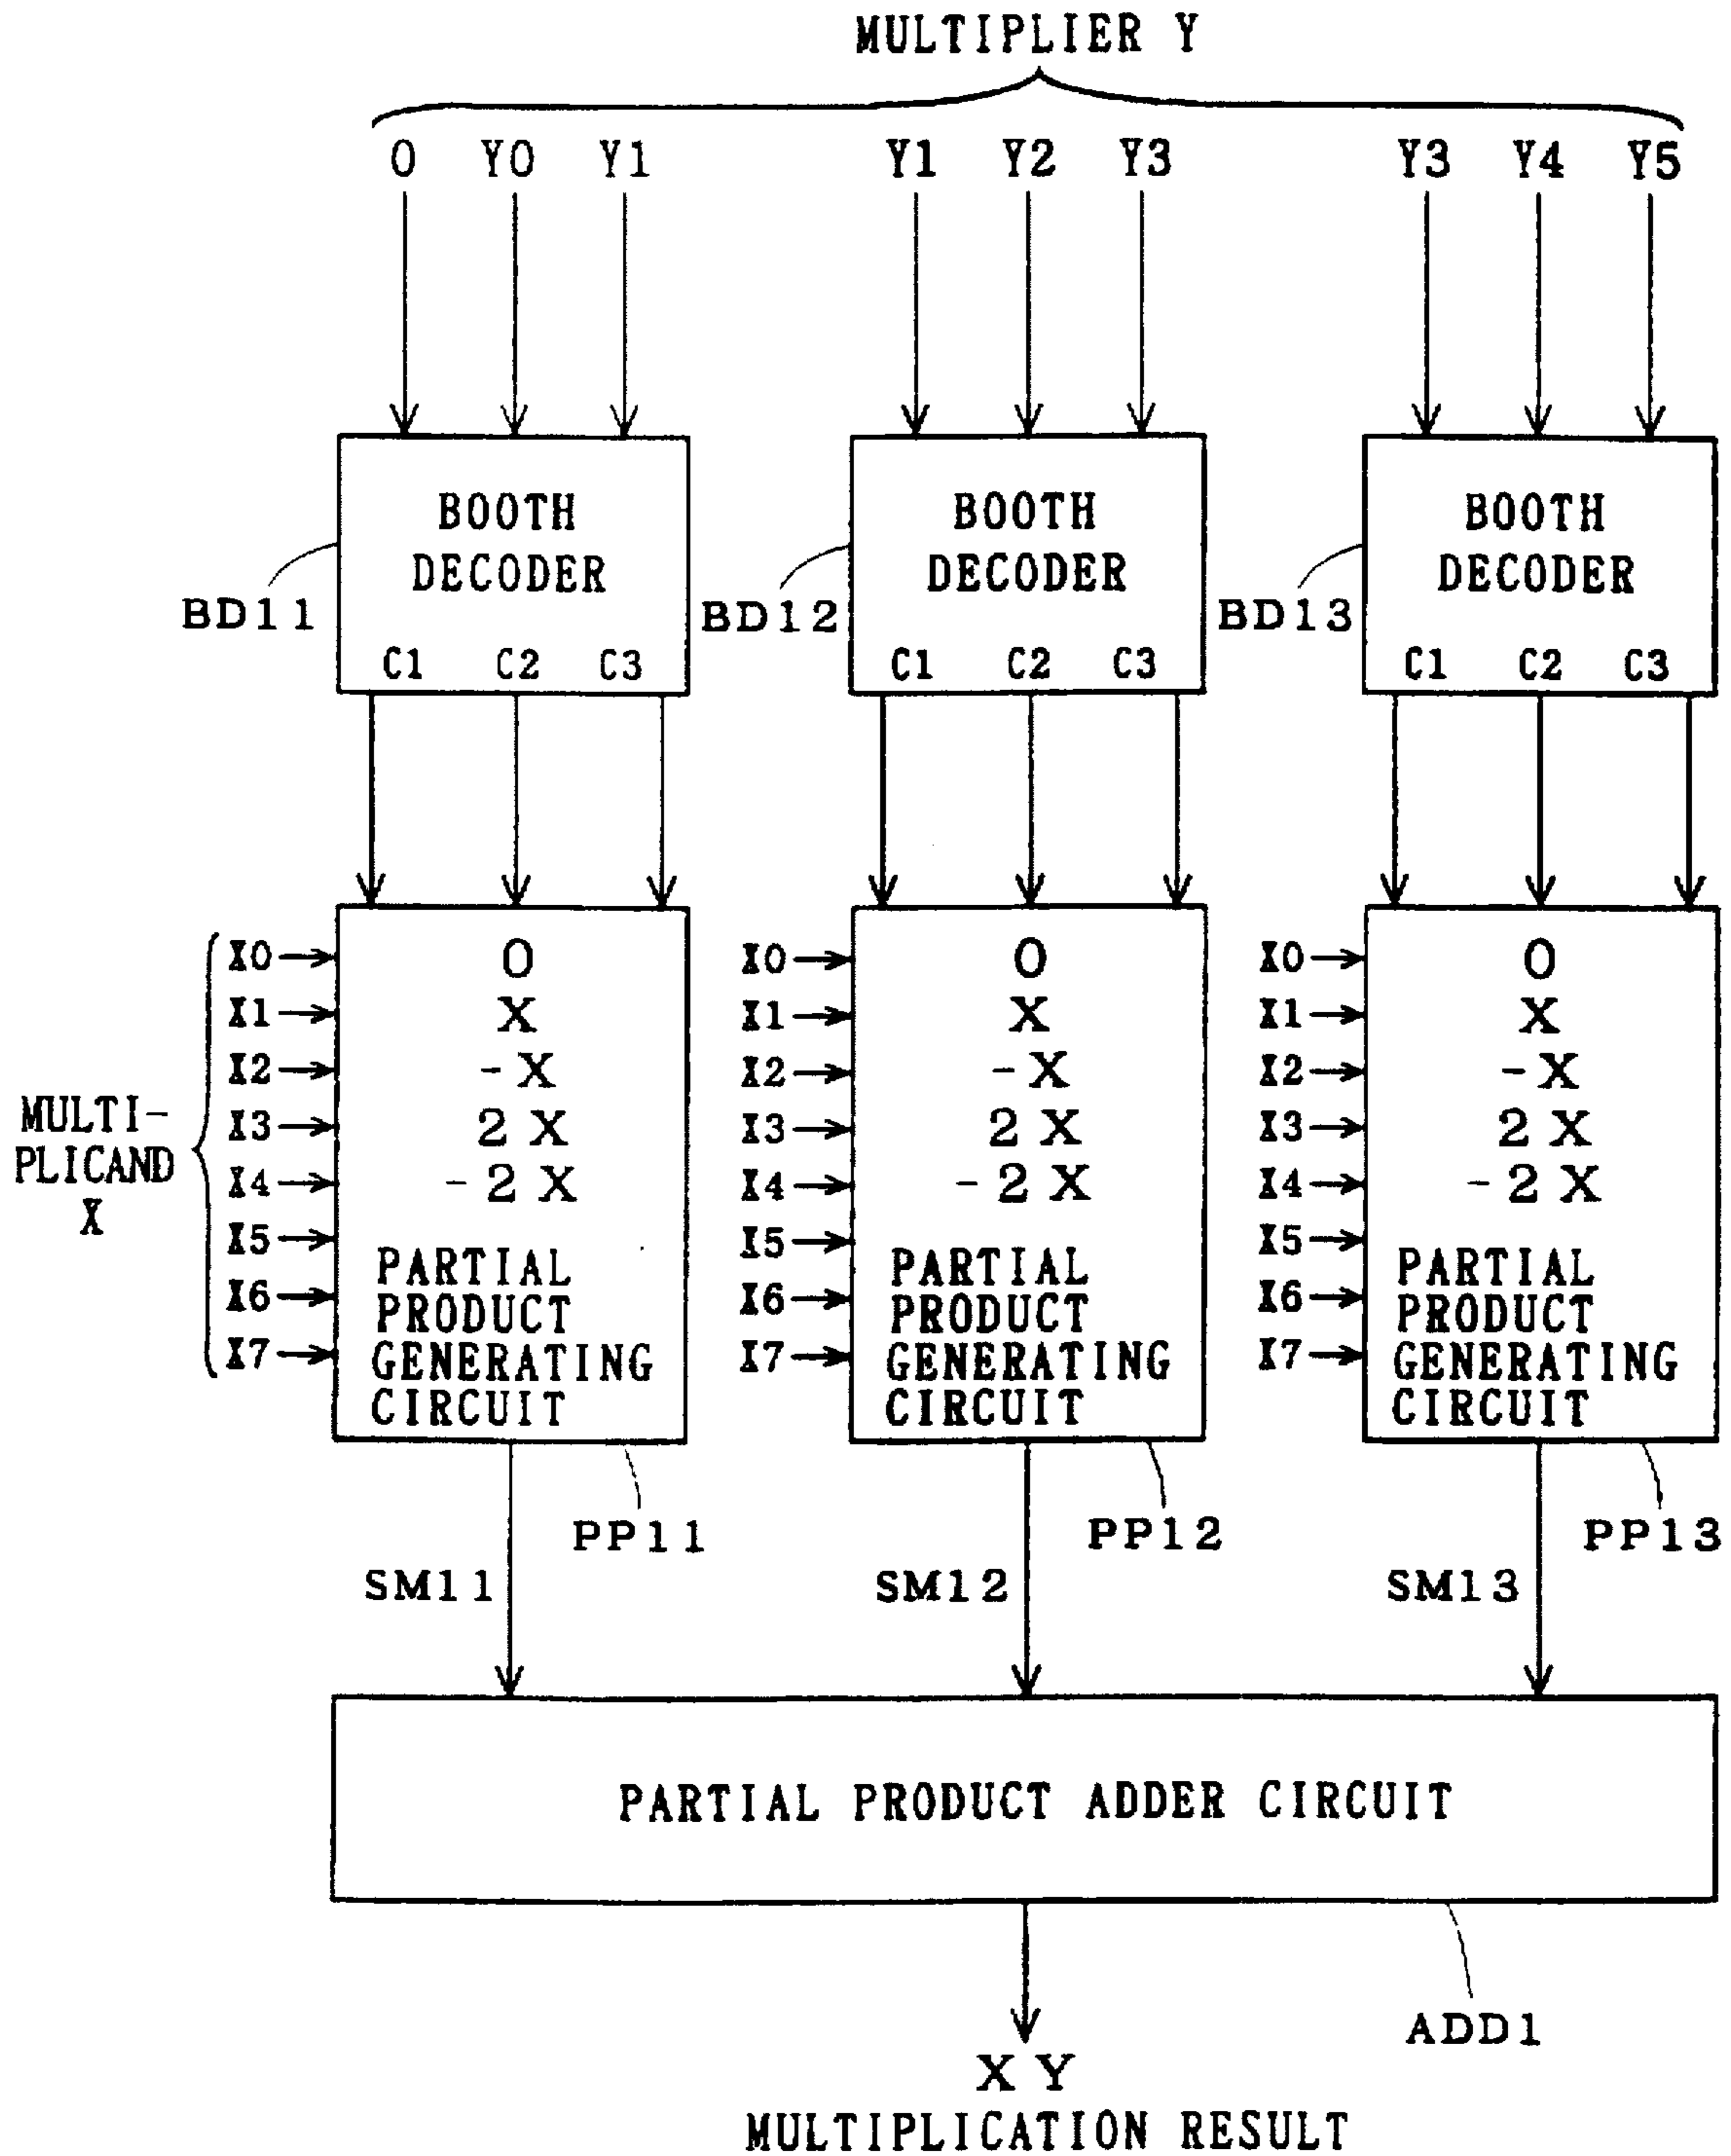 MULTIPLIER Y
0 Y0 Y1 Y1 Y2 Y3 Y3 Y4 Y5
BOOTH DECODER
BD11
C1 C2 C3
BOOTH DECODER
BD12
C1 C2 C3
BOOTH DECODER
BD13
C1 C2 C3
MULTI-
PLICAND
X
X0
X1
X2
X3
X4
X5
X6
X7
0
X
-X
2X
-2X
PARTIAL
PRODUCT
GENERATING
CIRCUIT
PP11
X0
X1
X2
X3
X4
X5
X6
X7
0
X
-X
2X
-2X
PARTIAL
PRODUCT
GENERATING
CIRCUIT
PP12
X0
X1
X2
X3
X4
X5
X6
X7
0
X
-X
2X
-2X
PARTIAL
PRODUCT
GENERATING
CIRCUIT
PP13
SM11
SM12
SM13
PARTIAL PRODUCT ADDER CIRCUIT
ADD1
XY
MULTIPLICATION RESULT